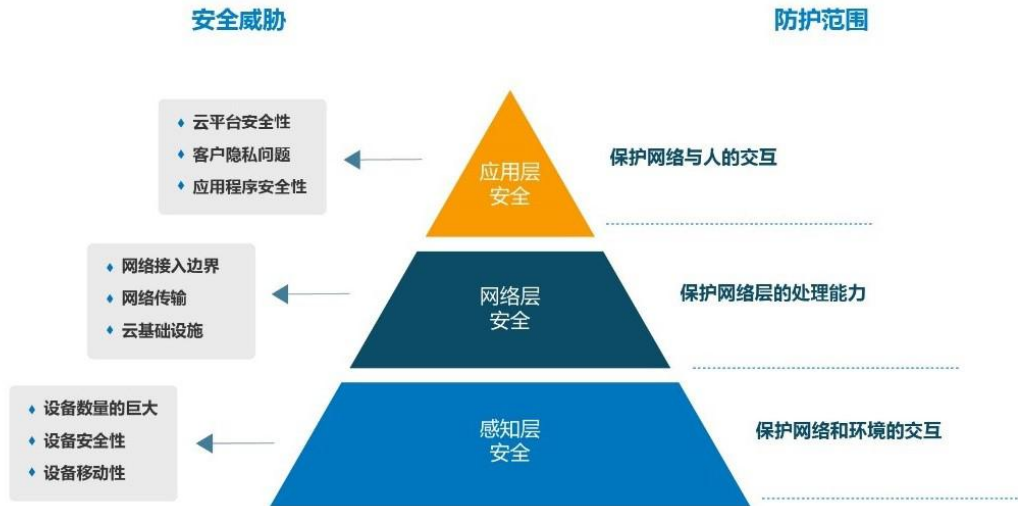 安全威胁
防护范围
云平台安全性
客户隐私问题
应用程序安全性
应用层
安全
保护网络与人的交互
网络接入边界
网络传输
云基础设施
网络层
安全
保护网络层的处理能力
设备数量的巨大
设备安全性
设备移动性
感知层
安全
保护网络和环境的交互